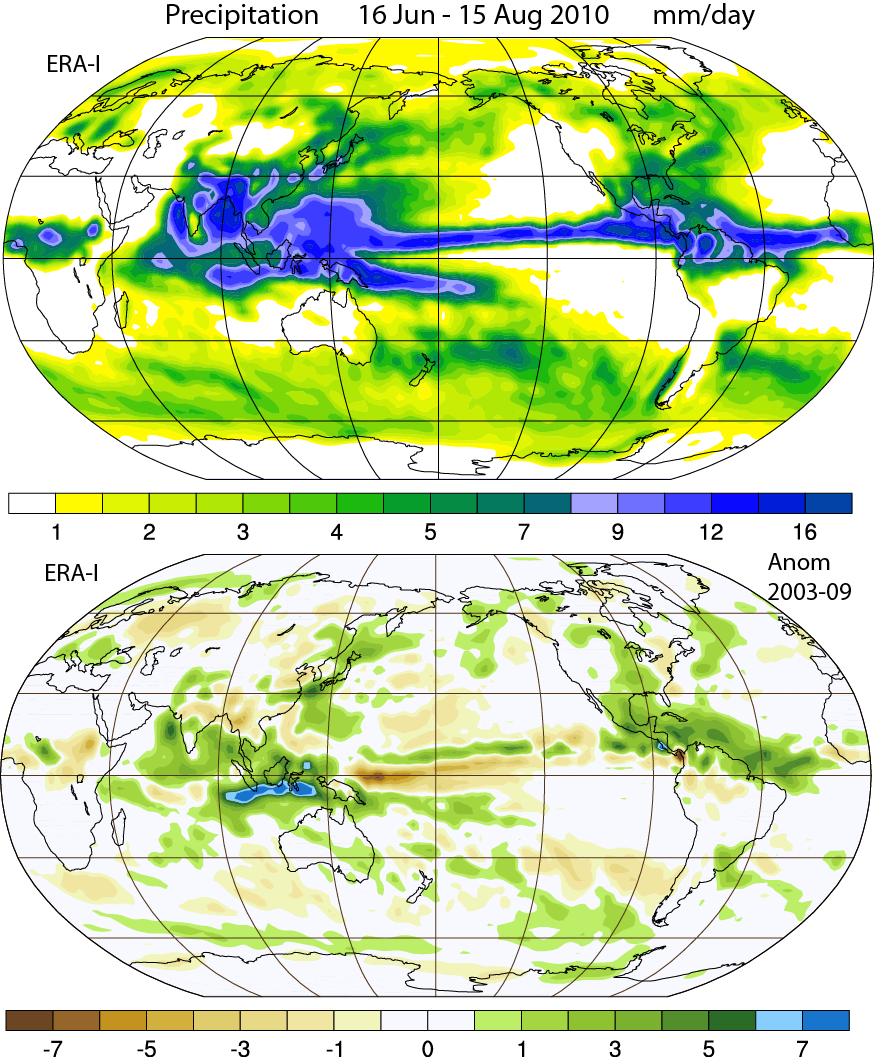 Precipitation 16 Jun - 15 Aug 2010 mm/day
ERA-I
1 2 3 4 5 7 9 12 16
ERA-I
Anom
2003-09
-7 -5 -3 -1 0 1 3 5 7